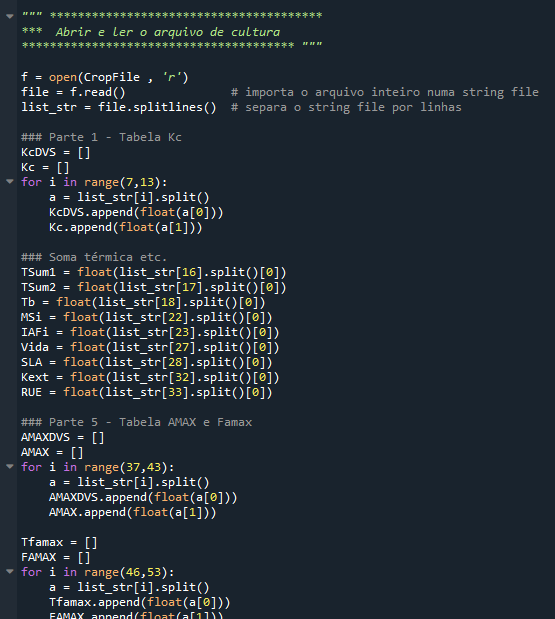 """ **************************************
***  Abrir e ler o arquivo de cultura
************************************** """
f = open(CropFile , 'r')
file = f.read()               # importa o arquivo inteiro numa string file
list_str = file.splitlines()  # separa o string file por linhas
### Parte 1 - Tabela Kc
KcDVS = []
Kc = []
for i in range(7,13):
    a = list_str[i].split()
    KcDVS.append(float(a[0]))
    Kc.append(float(a[1]))
### Soma térmica etc.
TSum1 = float(list_str[16].split()[0])
TSum2 = float(list_str[17].split()[0])
Tb = float(list_str[18].split()[0])
MSi = float(list_str[22].split()[0])
IAFi = float(list_str[23].split()[0])
Vida = float(list_str[27].split()[0])
SLA = float(list_str[28].split()[0])
Kext = float(list_str[32].split()[0])
RUE = float(list_str[33].split()[0])
### Parte 5 - Tabela AMAX e Famax
AMAXDVS = []
AMAX = []
for i in range(37,43):
    a = list_str[i].split()
    AMAXDVS.append(float(a[0]))
    AMAX.append(float(a[1]))
Tfamax = []
FAMAX = []
for i in range(46,53):
    a = list_str[i].split()
    Tfamax.append(float(a[0]))
    FAMAX.append(float(a[1]))